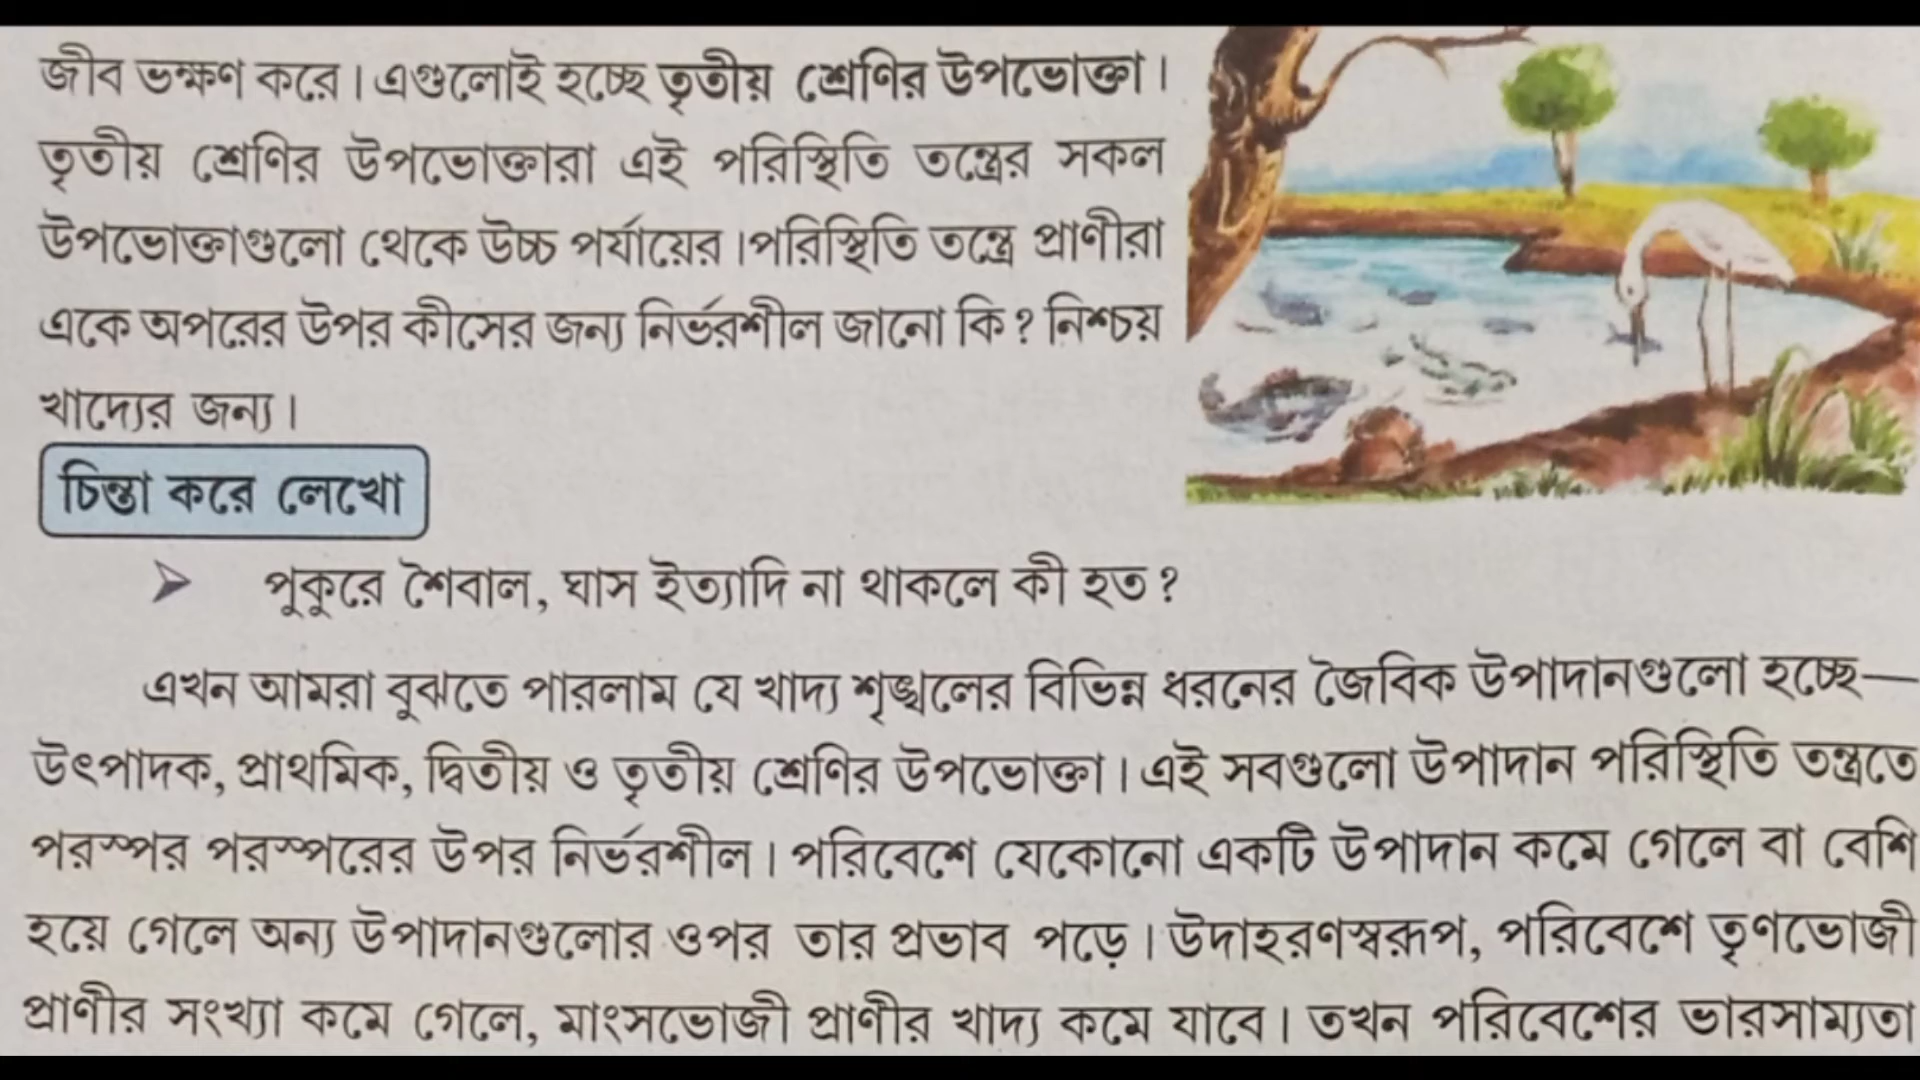 জীব ভক্ষণ করে। এগুলোই হচ্ছে তৃতীয় শ্রেণির উপভোক্তা।
তৃতীয় শ্রেণির উপভোক্তারা এই পরিস্থিতি তন্ত্রের সকল
উপভোক্তাগুলো থেকে উচ্চ পর্যায়ের।পরিস্থিতি তন্ত্রে প্রাণীরা
একে অপরের উপর কীসের জন্য নির্ভরশীল জানো কি? নিশ্চয়
খাদ্যের জন্য।
চিন্তা করে লেখো
➢ পুকুরে শৈবাল, ঘাস ইত্যাদি না থাকলে কী হত?
এখন আমরা বুঝতে পারলাম যে খাদ্য শৃঙ্খলের বিভিন্ন ধরনের জৈবিক উপাদানগুলো হচ্ছে—
উৎপাদক, প্রাথমিক, দ্বিতীয় ও তৃতীয় শ্রেণির উপভোক্তা। এই সবগুলো উপাদান পরিস্থিতি তন্ত্রতে
পরস্পর পরস্পরের উপর নির্ভরশীল। পরিবেশে যেকোনো একটি উপাদান কমে গেলে বা বেশি
হয়ে গেলে অন্য উপাদানগুলোর ওপর তার প্রভাব পড়ে। উদাহরণস্বরূপ, পরিবেশে তৃণভোজী
প্রাণীর সংখ্যা কমে গেলে, মাংসভোজী প্রাণীর খাদ্য কমে যাবে। তখন পরিবেশের ভারসাম্যতা